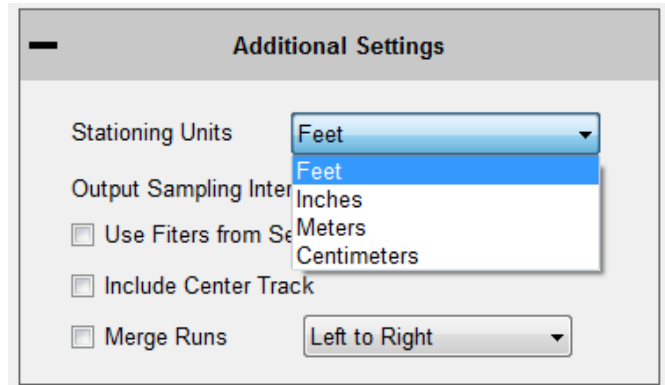 Additional Settings
Stationing Units Feet
Feet
Output Sampling Inter
Inches
Use Fiters from Se Meters
Centimeters
Include Center Track
Merge Runs Left to Right